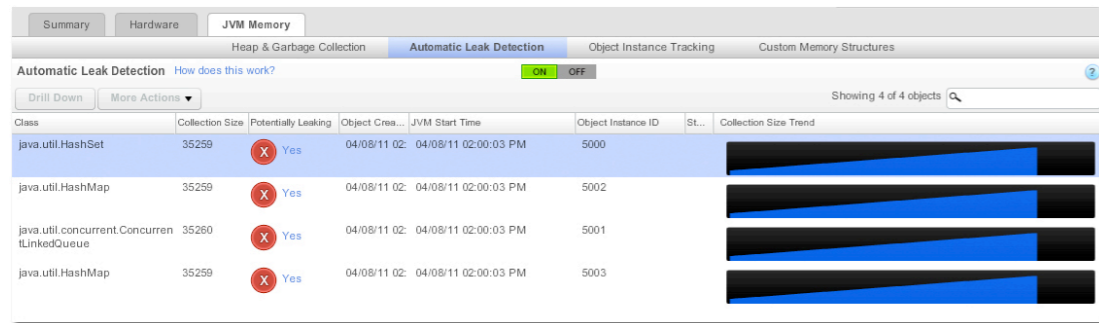 Summary Hardware JVM Memory
Heap & Garbage Collection Automatic Leak Detection Object Instance Tracking Custom Memory Structures
Automatic Leak Detection How does this work? ON OFF ?
Drill Down More Actions Showing 4 of 4 objects
Class Collection Size Potentially Leaking Object Crea... JVM Start Time Object Instance ID St... Collection Size Trend
java.util.HashSet 35259 X Yes 04/08/11 02: 04/08/11 02:00:03 PM 5000
java.util.HashMap 35259 X Yes 04/08/11 02: 04/08/11 02:00:03 PM 5002
java.util.concurrent.Concurren 35260 X Yes 04/08/11 02: 04/08/11 02:00:03 PM 5001
tLinkedQueue
java.util.HashMap 35259 X Yes 04/08/11 02: 04/08/11 02:00:03 PM 5003